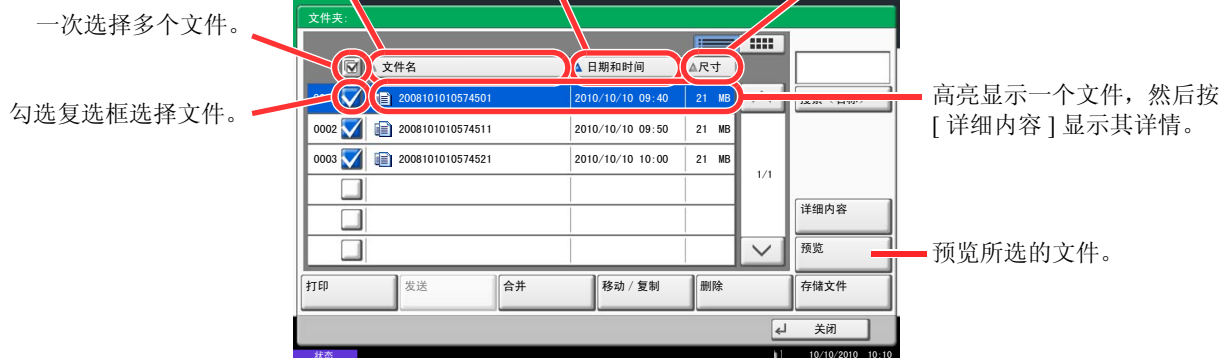 一次选择多个文件。
勾选复选框选择文件。
文件夹:
文件名 日期和时间 尺寸
2008101010574501 2010/10/10 09:40 21 MB
0002 2008101010574511 2010/10/10 09:50 21 MB
0003 2008101010574521 2010/10/10 10:00 21 MB
1/1
高亮显示一个文件，然后按
[ 详细内容 ] 显示其详情。
详细内容
预览
预览所选的文件。
打印 发送 合并 移动 / 复制 删除 存储文件
关闭
状态 10/10/2010 10:10